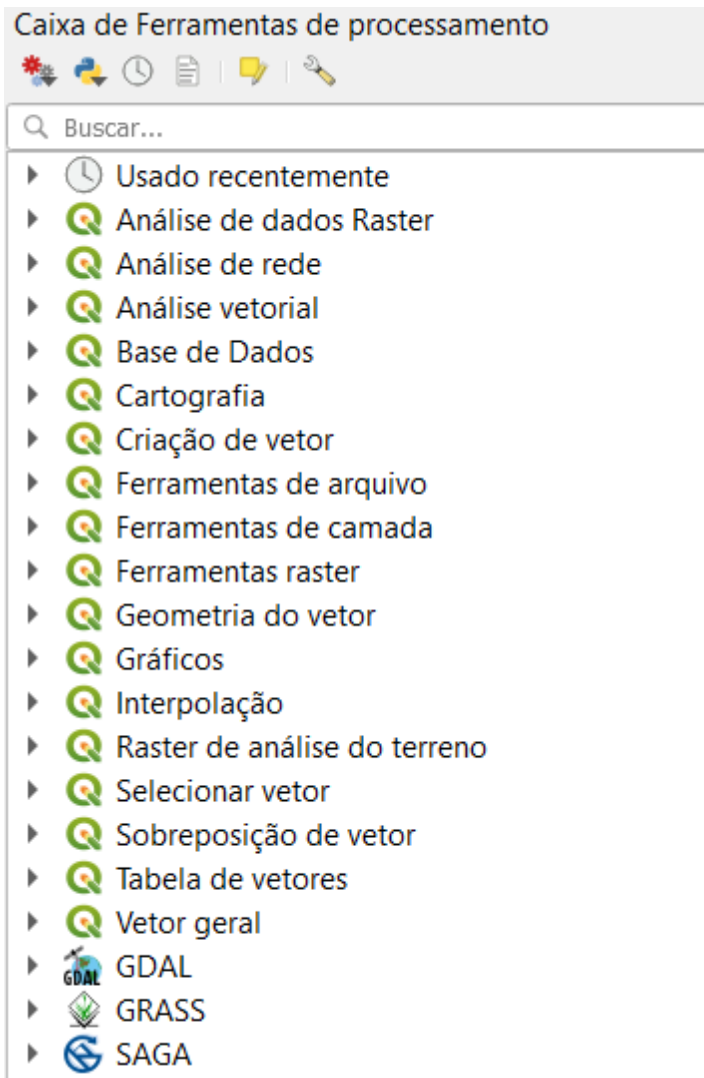 Caixa de Ferramentas de processamento
Buscar...
Usado recentemente
Análise de dados Raster
Análise de rede
Análise vetorial
Base de Dados
Cartografia
Criação de vetor
Ferramentas de arquivo
Ferramentas de camada
Ferramentas raster
Geometria do vetor
Gráficos
Interpolação
Raster de análise do terreno
Selecionar vetor
Sobreposição de vetor
Tabela de vetores
Vetor geral
GDAL GDAL
GRASS
SAGA